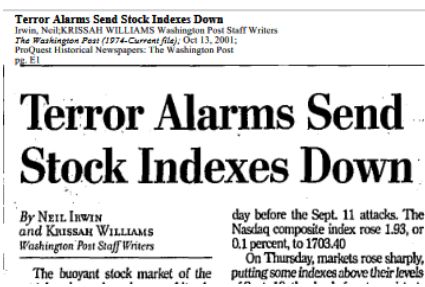 Terror Alarms Send Stock Indexes Down
Irwin, Neil;KRISSAH WILLIAMS Washington Post Staff Writers
The Washington Post (1974-Current file); Oct 13, 2001;
ProQuest Historical Newspapers: The Washington Post
pg. E1
Terror Alarms Send
Stock Indexes Down
By NEIL IRWIN
and KRISSAH WILLIAMS
Washington Post Staff Writers
The buoyant stock market of the
day before the Sept. 11 attacks. The
Nasdaq composite index rose 1.93, or
0.1 percent, to 1703.40
On Thursday, markets rose sharply,
putting some indexes above their levels